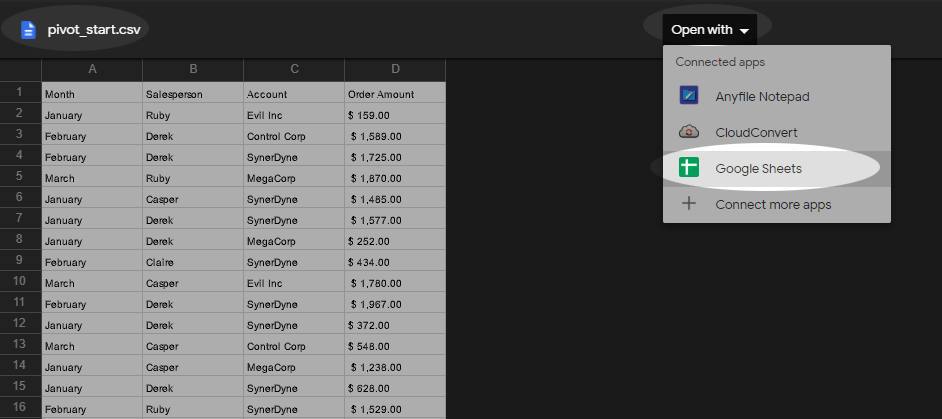 pivot_start.csv
Open with
Connected apps
Anyfile Notepad
CloudConvert
Google Sheets
Connect more apps
A B C D
1 Month Salesperson Account Order Amount
2 January Ruby Evil Inc $ 159.00
3 February Derek Control Corp $ 1,589.00
4 February Derek SynerDyne $ 1,725.00
5 March Ruby MegaCorp $ 1,870.00
6 January Casper SynerDyne $ 1,485.00
7 January Derek SynerDyne $ 1,577.00
8 January Derek MegaCorp $ 252.00
9 February Claire SynerDyne $ 434.00
10 March Casper Evil Inc $ 1,780.00
11 February Derek SynerDyne $ 1,967.00
12 January Derek SynerDyne $ 372.00
13 March Casper Control Corp $ 548.00
14 January Casper MegaCorp $ 1,238.00
15 January Derek SynerDyne $ 628.00
16 February Ruby SynerDyne $ 1,529.00